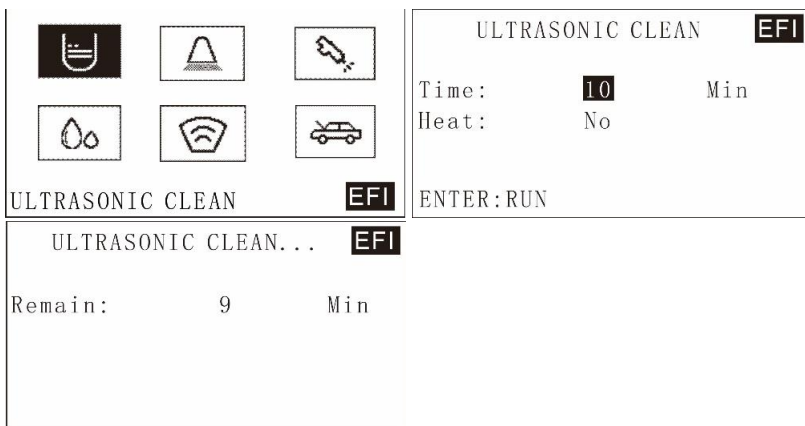 ULTRASONIC CLEAN EFI
ULTRASONIC CLEAN EFI
Time: 10 Min
Heat: No
ENTER:RUN
ULTRASONIC CLEAN... EFI
Remain: 9 Min